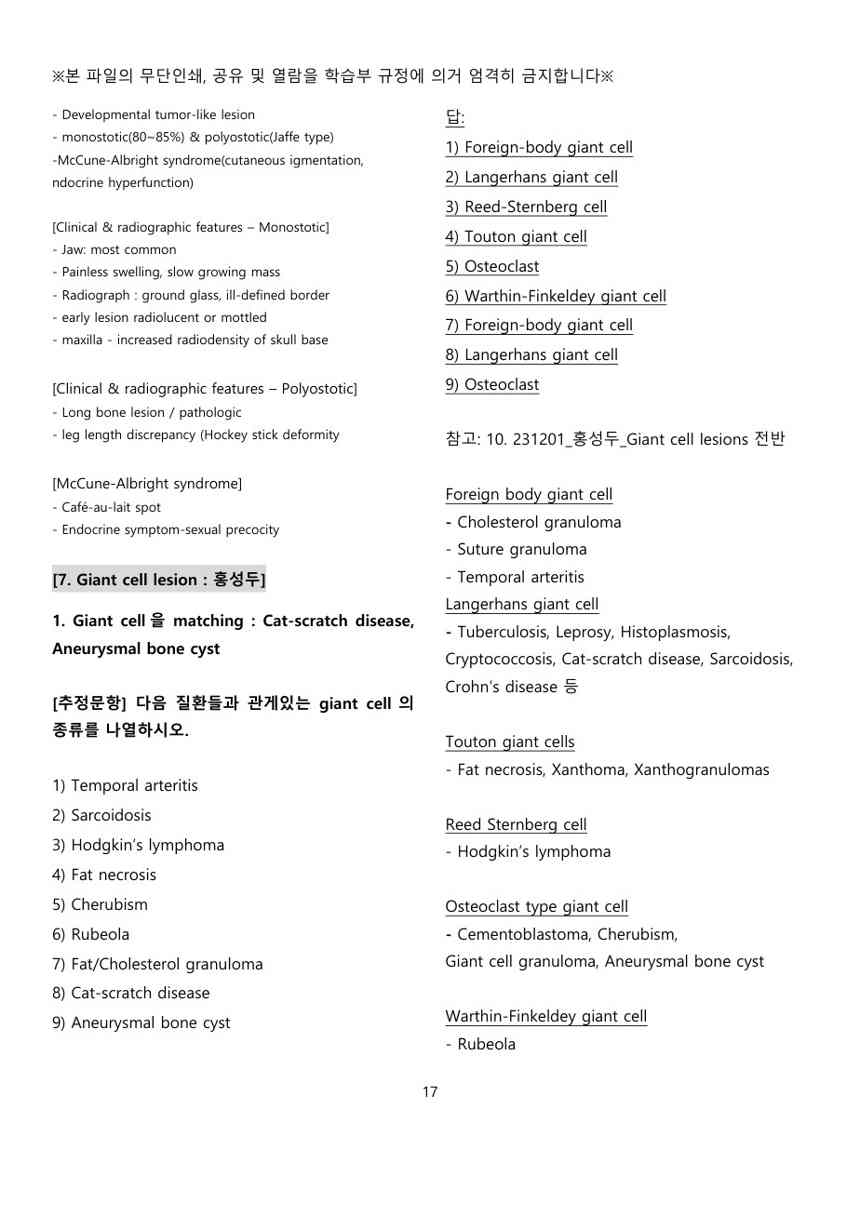 ※본 파일의 무단인쇄, 공유 및 열람을 학습부 규정에 의거 엄격히 금지합니다※
- Developmental tumor-like lesion
- monostotic(80~85%) & polyostotic(Jaffe type)
-McCune-Albright syndrome(cutaneous igmentation,
ndocrine hyperfunction)
[Clinical & radiographic features – Monostotic]
- Jaw: most common
- Painless swelling, slow growing mass
- Radiograph : ground glass, ill-defined border
- early lesion radiolucent or mottled
- maxilla - increased radiodensity of skull base
[Clinical & radiographic features – Polyostotic]
- Long bone lesion / pathologic
- leg length discrepancy (Hockey stick deformity
[McCune-Albright syndrome]
- Café-au-lait spot
- Endocrine symptom-sexual precocity
[7. Giant cell lesion : 홍성두]
1. Giant cell 을 matching : Cat-scratch disease,
Aneurysmal bone cyst
[추정문항] 다음 질환들과 관게있는 giant cell 의
종류를 나열하시오.
1) Temporal arteritis
2) Sarcoidosis
3) Hodgkin's lymphoma
4) Fat necrosis
5) Cherubism
6) Rubeola
7) Fat/Cholesterol granuloma
8) Cat-scratch disease
9) Aneurysmal bone cyst
답:
1) Foreign-body giant cell
2) Langerhans giant cell
3) Reed-Sternberg cell
4) Touton giant cell
5) Osteoclast
6) Warthin-Finkeldey giant cell
7) Foreign-body giant cell
8) Langerhans giant cell
9) Osteoclast
참고: 10. 231201_홍성두_Giant cell lesions 전반
Foreign body giant cell
- Cholesterol granuloma
- Suture granuloma
- Temporal arteritis
Langerhans giant cell
- Tuberculosis, Leprosy, Histoplasmosis,
Cryptococcosis, Cat-scratch disease, Sarcoidosis,
Crohn's disease 등
Touton giant cells
- Fat necrosis, Xanthoma, Xanthogranulomas
Reed Sternberg cell
- Hodgkin's lymphoma
Osteoclast type giant cell
- Cementoblastoma, Cherubism,
Giant cell granuloma, Aneurysmal bone cyst
Warthin-Finkeldey giant cell
- Rubeola
17